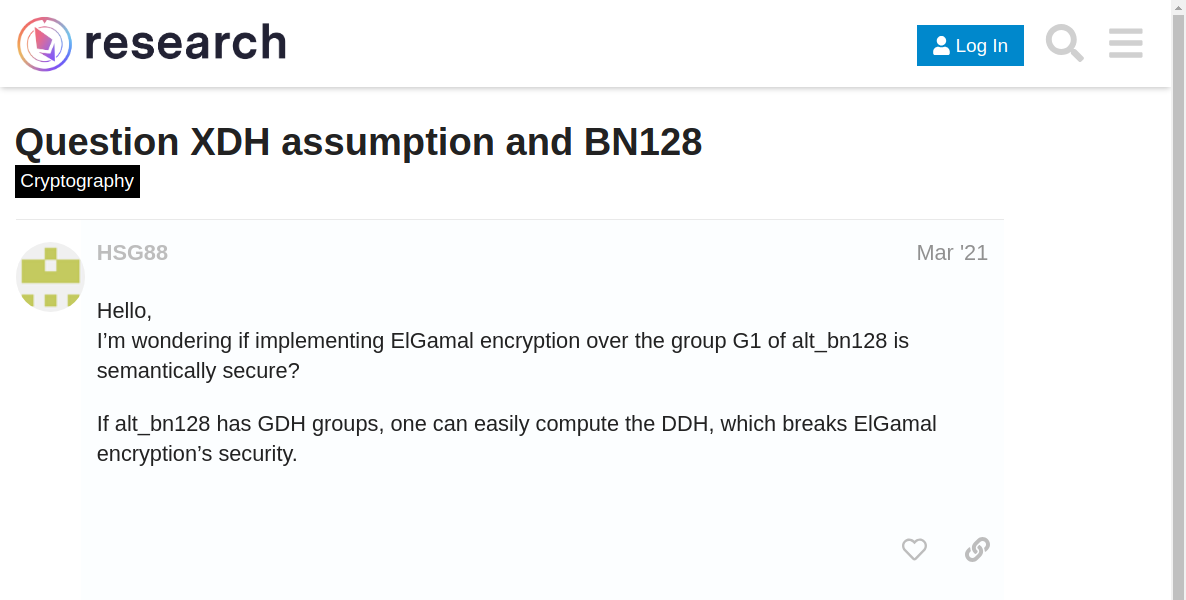 research
Log In
Question XDH assumption and BN128
Cryptography
HSG88
Mar '21
Hello,
I’m wondering if implementing ElGamal encryption over the group G1 of alt_bn128 is
semantically secure?
If alt_bn128 has GDH groups, one can easily compute the DDH, which breaks ElGamal
encryption’s security.